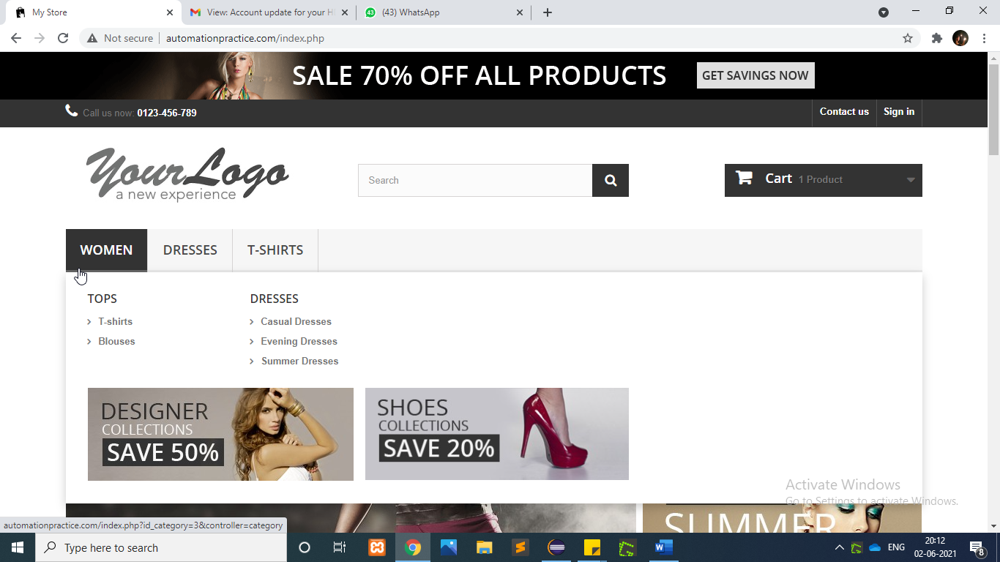 My Store
View: Account update for your H
43
(43) WhatsApp
Not secure
automationpractice.com/index.php
SALE 70% OFF ALL PRODUCTS
GET SAVINGS NOW
Call us now: 0123-456-789
Contact us
Sign in
YourLogo
a new experience
Search
Cart 1 Product
WOMEN
DRESSES
T-SHIRTS
TOPS
DRESSES
T-shirts
Casual Dresses
Blouses
Evening Dresses
Summer Dresses
DESIGNER
COLLECTIONS
SAVE 50%
SHOES
COLLECTIONS
SAVE 20%
Activate Windows
Go to Settings to activate Windows.
SUMMER
automationpractice.com/index.php?id_category=3&controller=category
Type here to search
W
ENG
20:12
02-06-2021
8